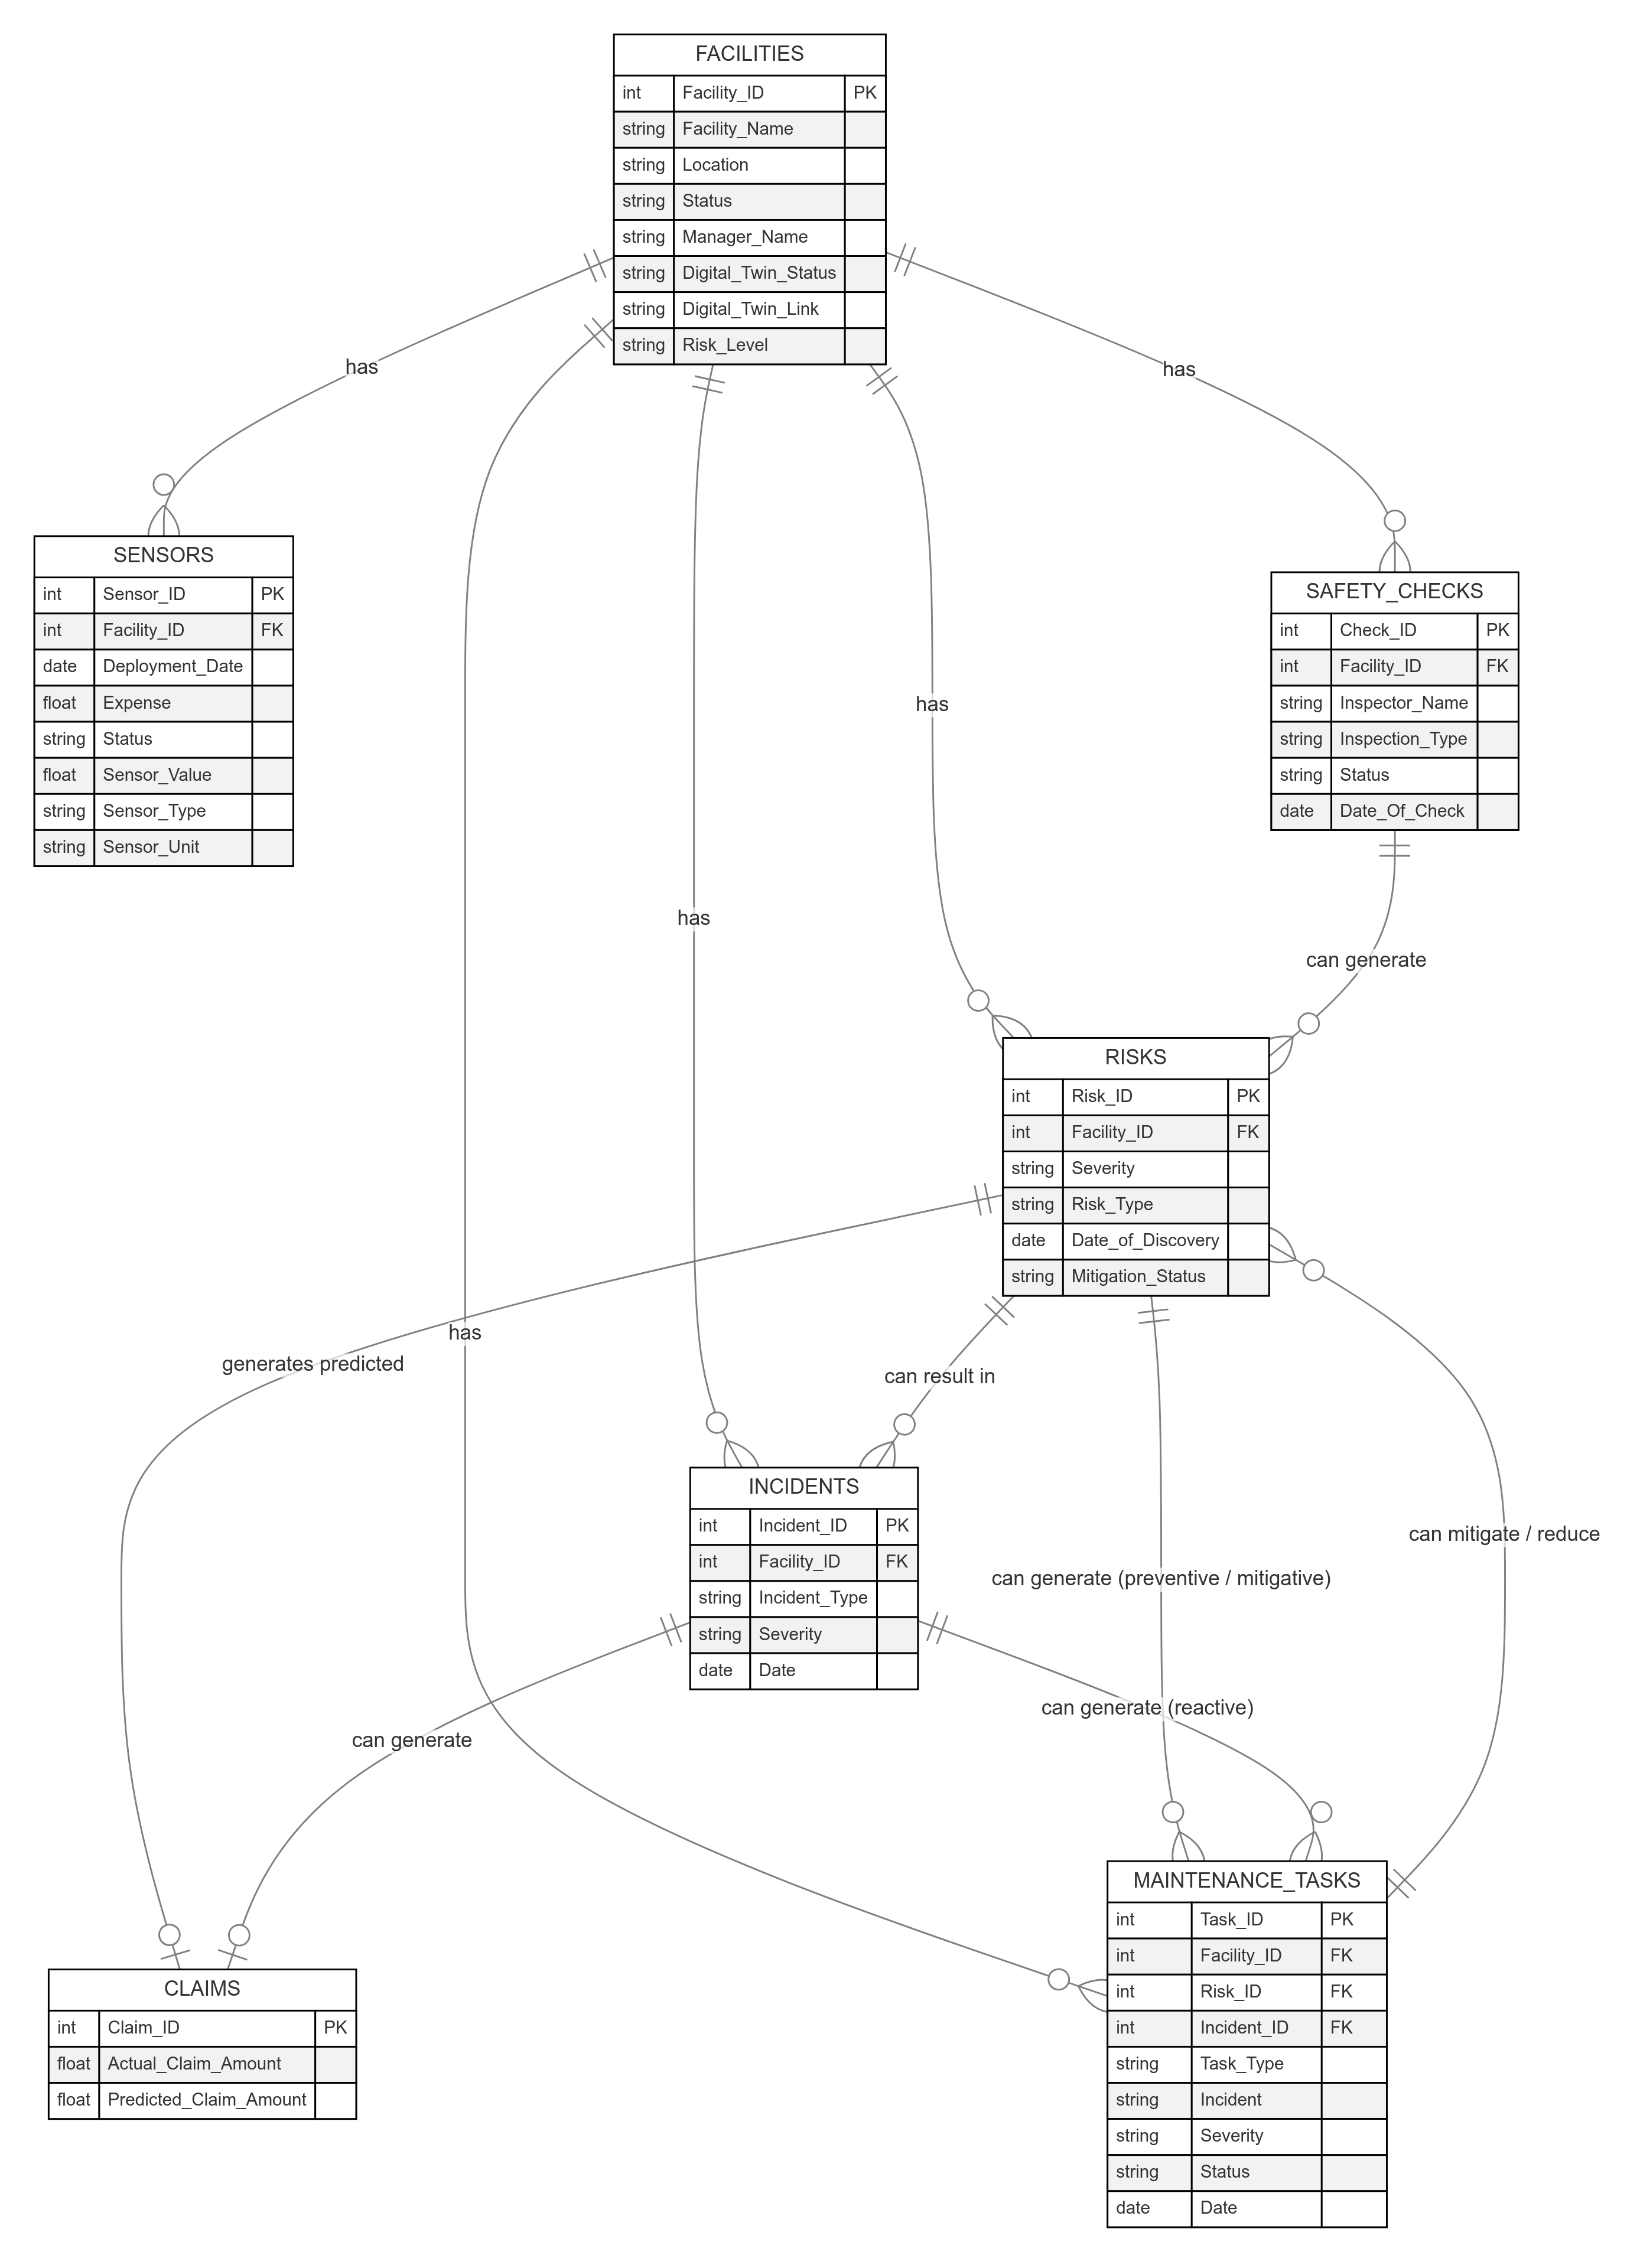 FACILITIES
int Facility_ID PK
string Facility_Name
string Location
string Status
string Manager_Name
string Digital_Twin_Status
string Digital_Twin_Link
string Risk_Level
has
has
SENSORS
int Sensor_ID PK
int Facility_ID FK
date Deployment_Date
float Expense
string Status
float Sensor_Value
string Sensor_Type
string Sensor_Unit
SAFETY_CHECKS
int Check_ID PK
int Facility_ID FK
string Inspector_Name
string Inspection_Type
string Status
date Date_Of_Check
has
has
can generate
RISKS
int Risk_ID PK
int Facility_ID FK
string Severity
string Risk_Type
date Date_of_Discovery
string Mitigation_Status
has
generates predicted
can result in
INCIDENTS
int Incident_ID PK
int Facility_ID FK
string Incident_Type
string Severity
date Date
can mitigate / reduce
can generate (preventive / mitigative)
can generate (reactive)
can generate
MAINTENANCE_TASKS
int Task_ID PK
int Facility_ID FK
int Risk_ID FK
int Incident_ID FK
string Task_Type
string Incident
string Severity
string Status
date Date
CLAIMS
int Claim_ID PK
float Actual_Claim_Amount
float Predicted_Claim_Amount